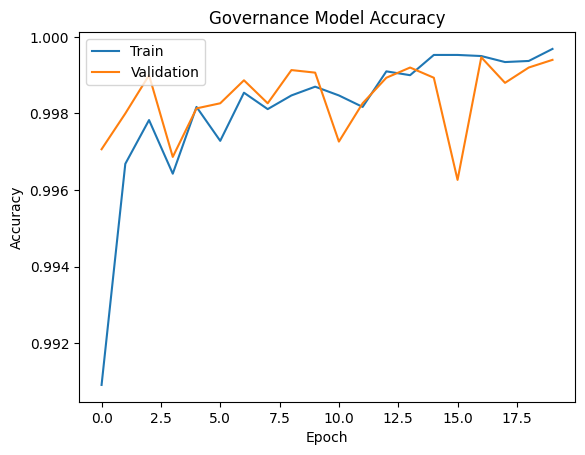 Governance Model Accuracy
Train
Validation
1.000
0.998
0.996
0.994
0.992
Accuracy
0.0 2.5 5.0 7.5 10.0 12.5 15.0 17.5
Epoch